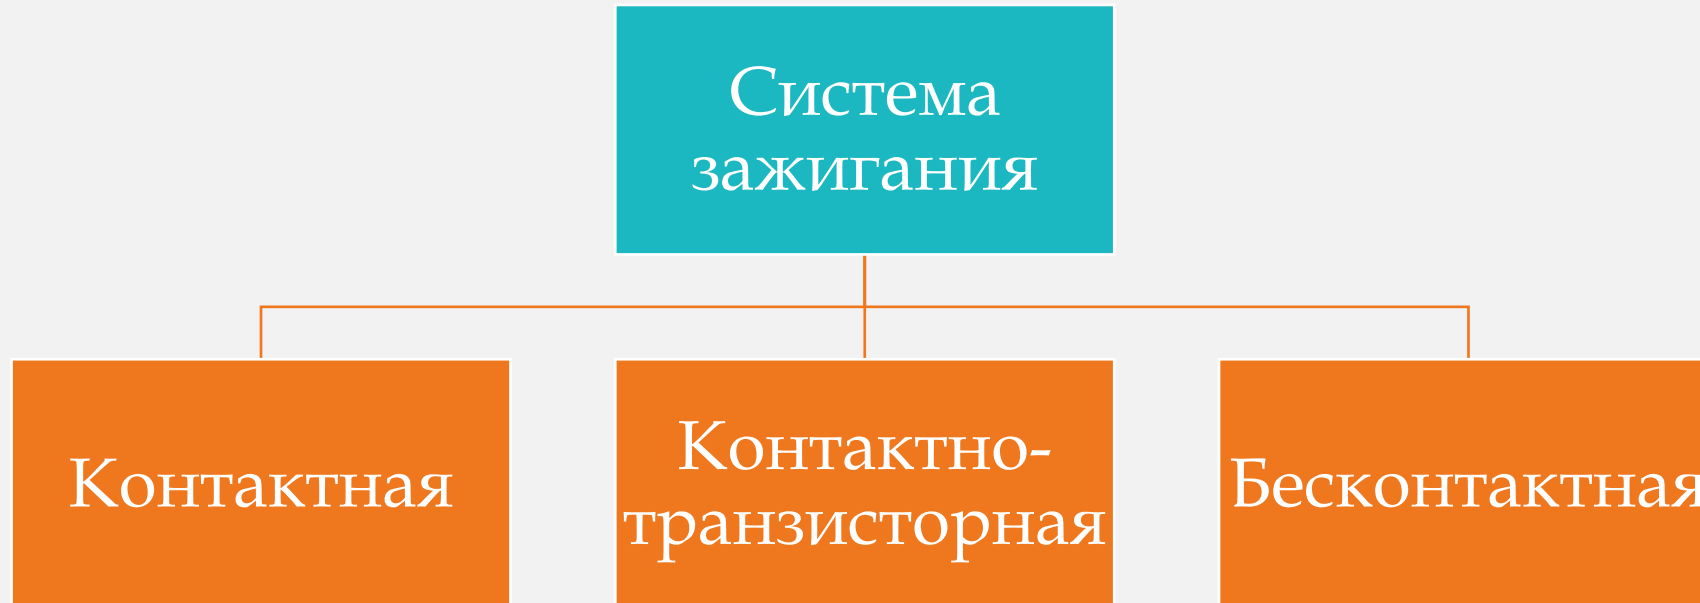 Система
зажигания
Контактная
Контактно-
транзисторная
Бесконтактная